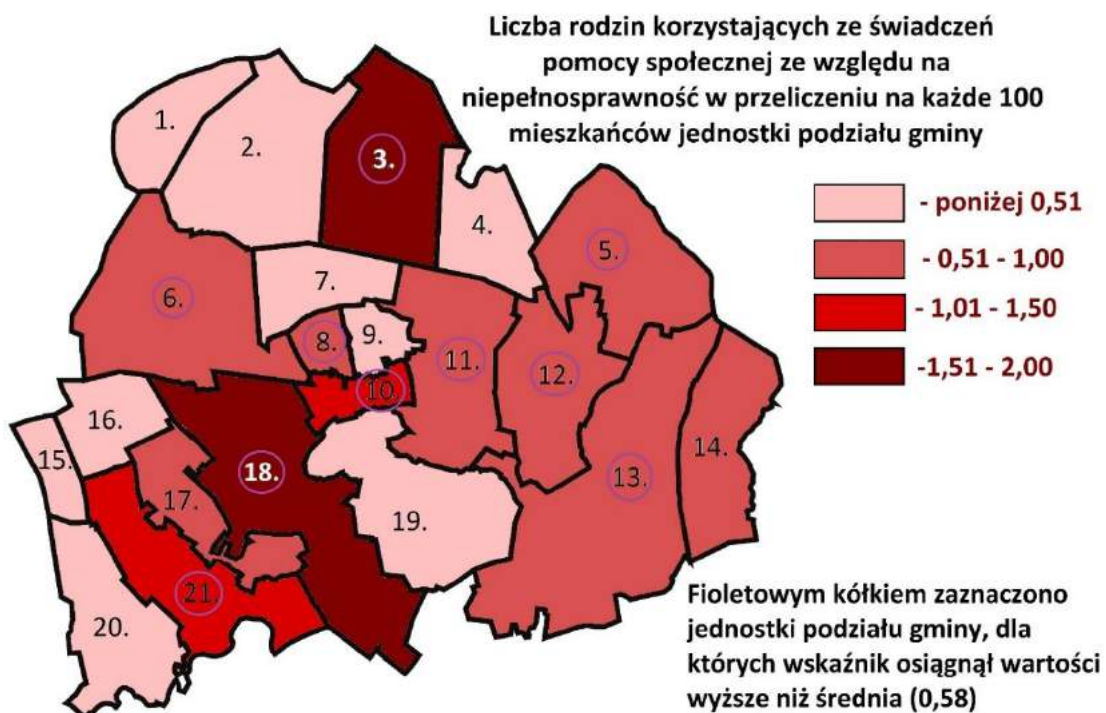 Liczba rodzin korzystających ze świadczeń
pomocy społecznej ze względu na
niepełnosprawność w przeliczeniu na każde 100
mieszkańców jednostki podziału gminy
1.
2.
3.
4.
5.
6.
7.
8.
9.
10.
11.
12.
13.
14.
15.
16.
17.
18.
19.
20.
21.
- poniżej 0,51
- 0,51 - 1,00
- 1,01 - 1,50
-1,51 - 2,00
Fioletowym kółkiem zaznaczono
jednostki podziału gminy, dla
których wskaźnik osiągnął wartości
wyższe niż średnia (0,58)